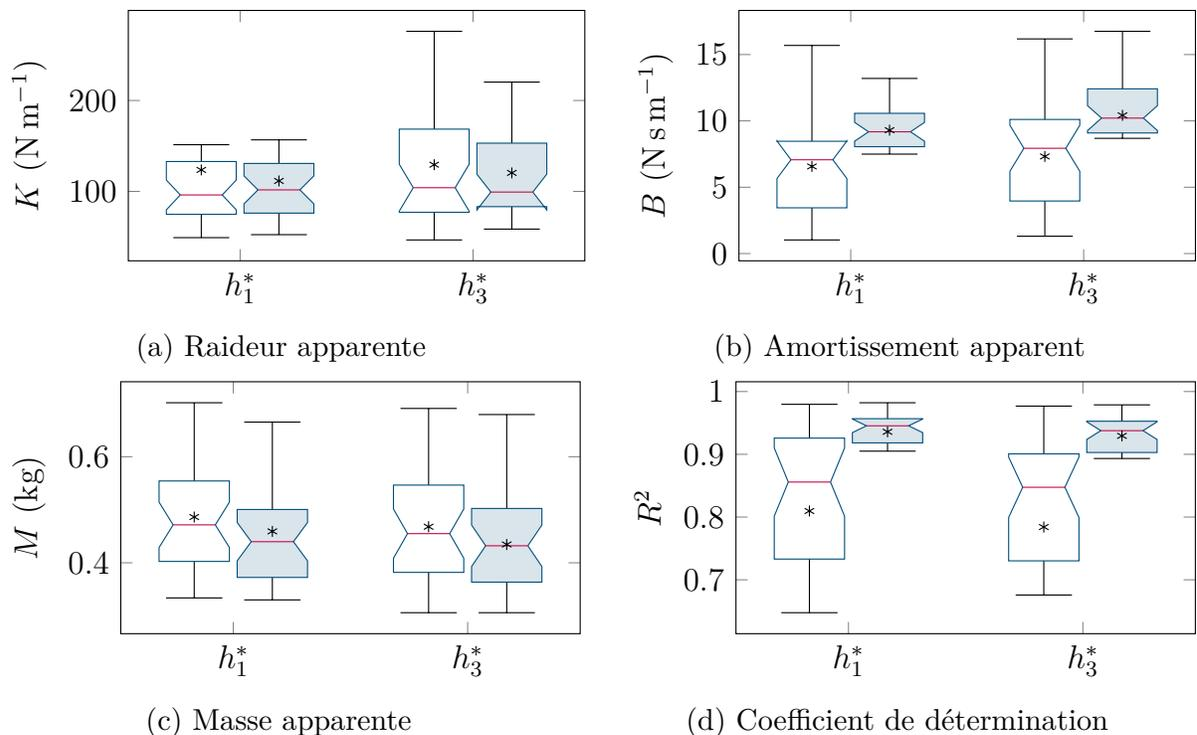 200
100
K (N m⁻¹)
h₁* h₃*
(a) Raideur apparente
15
10
5
0
B (N s m⁻¹)
h₁* h₃*
(b) Amortissement apparent
0.6
0.4
M (kg)
h₁* h₃*
(c) Masse apparente
1
0.9
0.8
0.7
R²
h₁* h₃*
(d) Coefficient de détermination